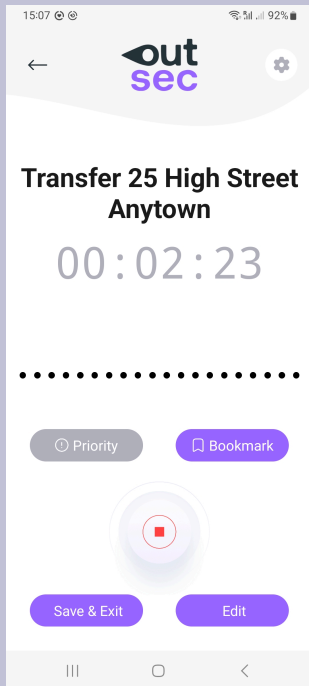 15:07 92%
out
sec
Transfer 25 High Street
Anytown
00:02:23
Priority Bookmark
Save & Exit Edit